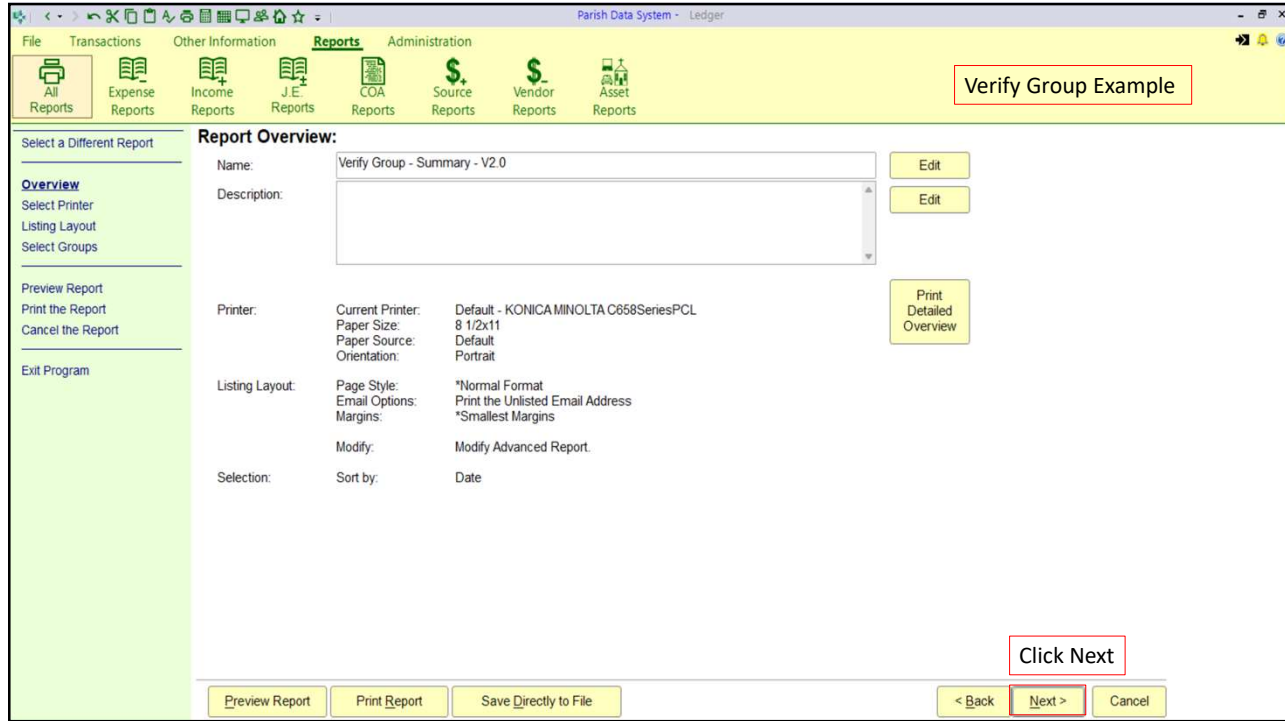 Parish Data System - Ledger
File Transactions Other Information Reports Administration
All Reports
Expense Reports
Income Reports
J.E. Reports
COA Reports
Source Reports
Vendor Reports
Asset Reports
Verify Group Example
Select a Different Report
Overview
Select Printer
Listing Layout
Select Groups
Preview Report
Print the Report
Cancel the Report
Exit Program
Report Overview:
Name: Verify Group - Summary - V2.0 Edit
Description: Edit
Print
Detailed
Overview
Printer: Current Printer: Default - KONICA MINOLTA C658SeriesPCL
Paper Size: 8 1/2x11
Paper Source: Default
Orientation: Portrait
Listing Layout: Page Style: *Normal Format
Email Options: Print the Unlisted Email Address
Margins: *Smallest Margins
Modify: Modify Advanced Report.
Selection: Sort by: Date
Click Next
Preview Report Print Report Save Directly to File < Back Next > Cancel